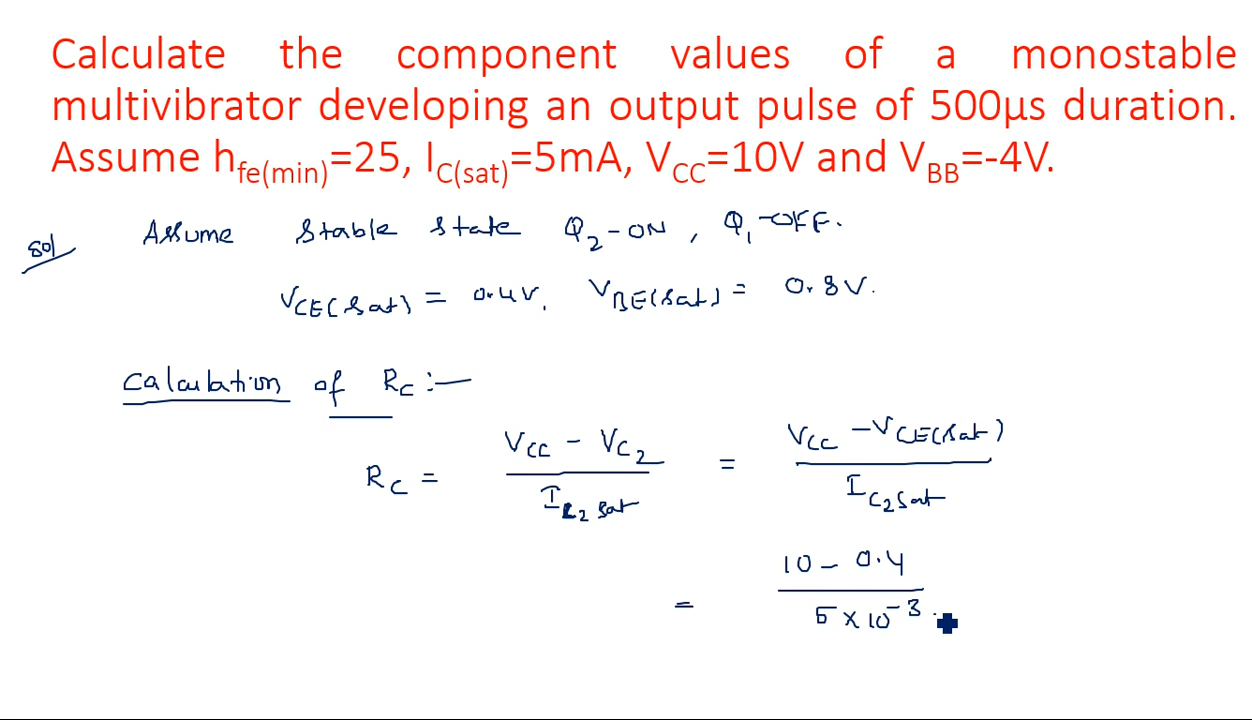 Calculate the component values of a monostable
multivibrator developing an output pulse of 500µs duration.
Assume hfe(min)=25, IC(sat)=5mA, VCC=10V and VBB=-4V.
Sol Assume Stable State Q2-ON, Q1-OFF.
VCE(sat) = 0.4V, VBE(sat) = 0.8V.
Calculation of RC :-
RC = VCC - VC2 / IC2 sat = VCC - VCE(sat) / IC2 sat
= 10 - 0.4 / 5 × 10^-3